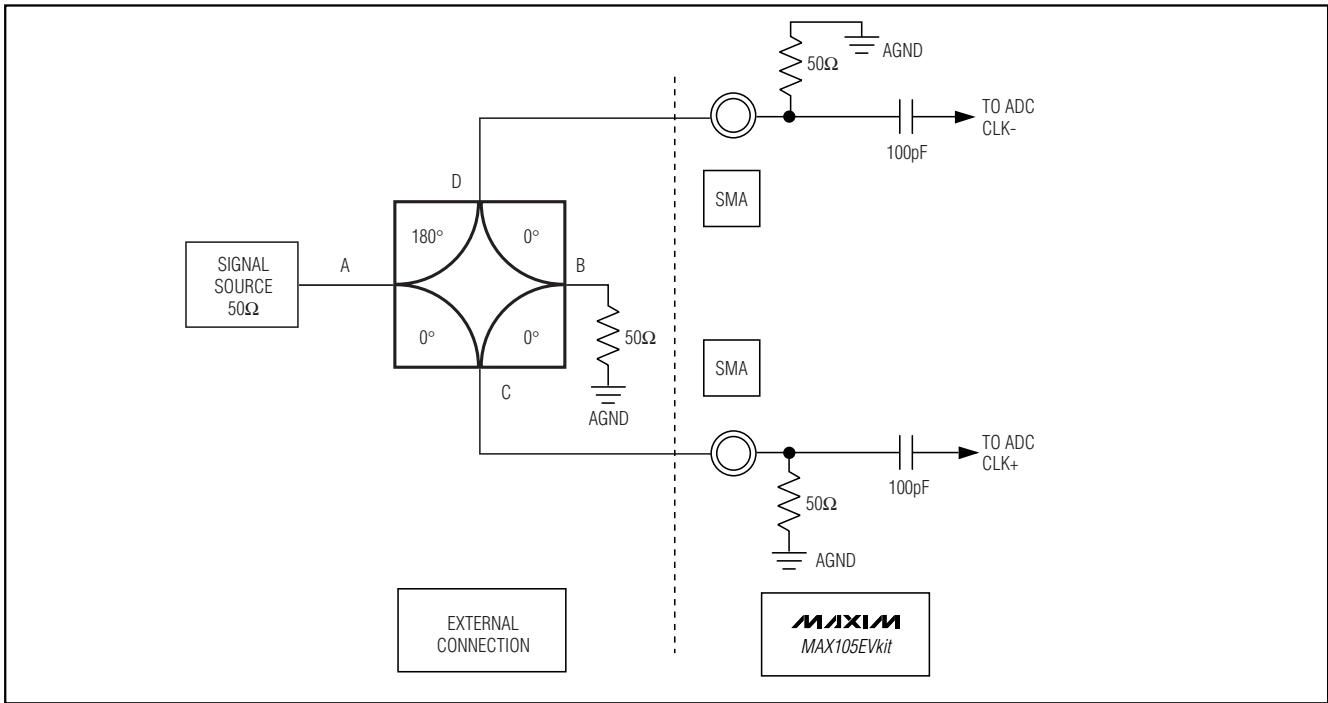 50Ω
AGND
TO ADC
CLK-
100pF
D
SMA
180°
0°
SIGNAL
SOURCE
50Ω
A
B
0°
0°
50Ω
SMA
C
AGND
TO ADC
CLK+
100pF
50Ω
AGND
EXTERNAL
CONNECTION
MAXIM
MAX105EVkit